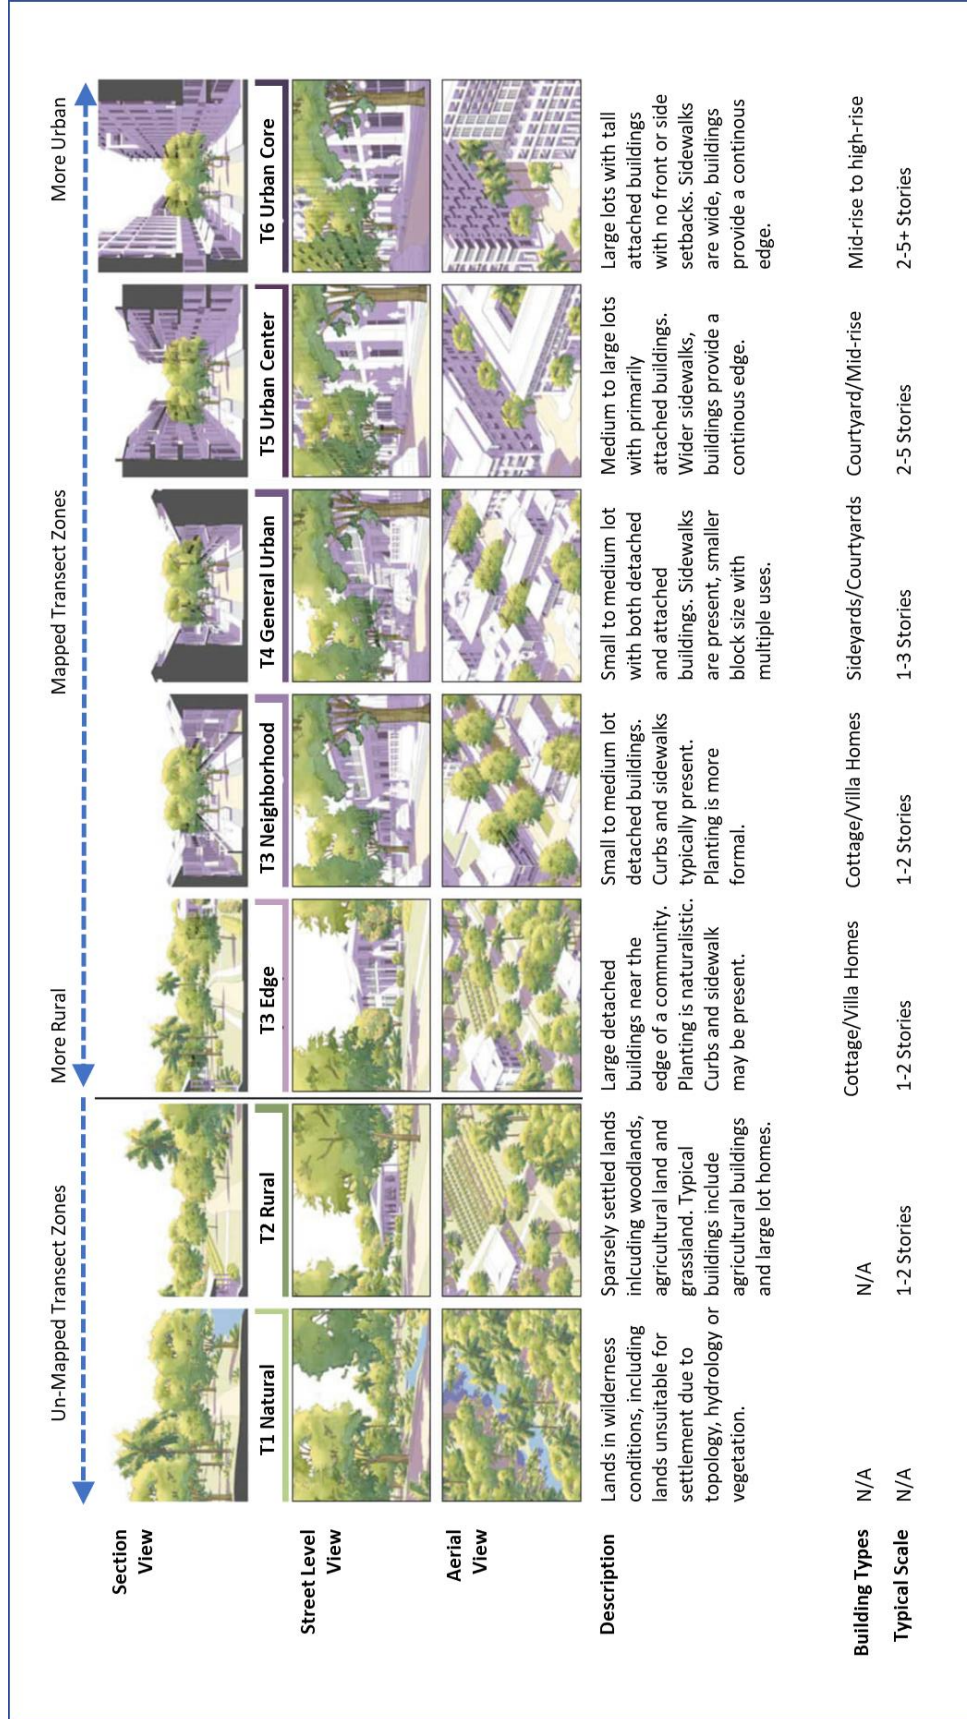 Un-Mapped Transect Zones
More Rural
Mapped Transect Zones
More Urban
Section
View
T1 Natural
T2 Rural
T3 Edge
T3 Neighborhood
T4 General Urban
T5 Urban Center
T6 Urban Core
Street Level
View
Aerial
View
Description
Lands in wilderness
conditions, including
lands unsuitable for
settlement due to
topology, hydrology or
vegetation.
Sparsely settled lands
inlcuding woodlands,
agricultural land and
grassland. Typical
buildings include
agricultural buildings
and large lot homes.
Large detached
buildings near the
edge of a community.
Planting is naturalistic.
Curbs and sidewalk
may be present.
Small to medium lot
detached buildings.
Curbs and sidewalks
typically present.
Planting is more
formal.
Small to medium lot
with both detached
and attached
buildings. Sidewalks
are present, smaller
block size with
multiple uses.
Medium to large lots
with primarily
attached buildings.
Wider sidewalks,
buildings provide a
continous edge.
Large lots with tall
attached buildings
with no front or side
setbacks. Sidewalks
are wide, buildings
provide a continous
edge.
Building Types
N/A
N/A
Cottage/Villa Homes
Cottage/Villa Homes
Sideyards/Courtyards
Courtyard/Mid-rise
Mid-rise to high-rise
Typical Scale
N/A
1-2 Stories
1-2 Stories
1-2 Stories
1-3 Stories
2-5 Stories
2-5+ Stories